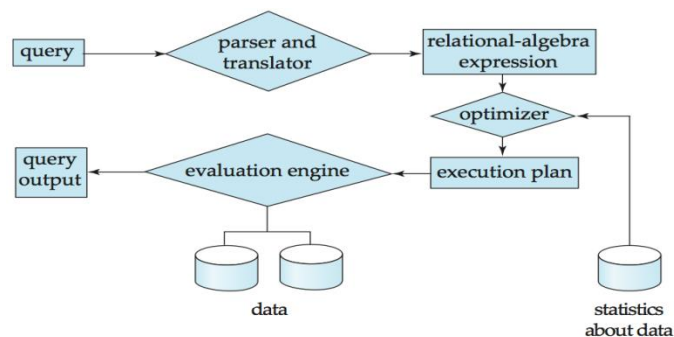 query
parser and
translator
relational-algebra
expression
optimizer
query
output
evaluation engine
execution plan
data
statistics
about data